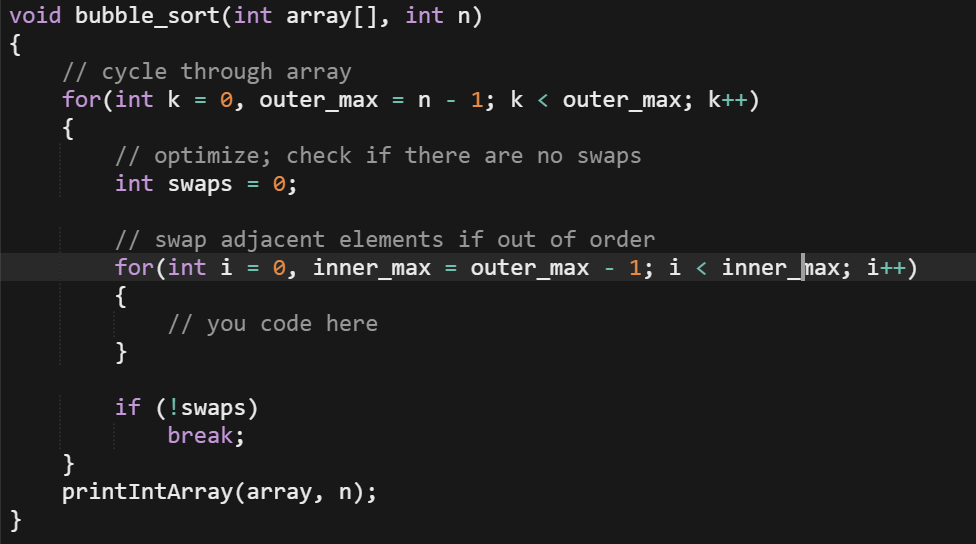 void bubble_sort(int array[], int n)
{
    // cycle through array
    for(int k = 0, outer_max = n - 1; k < outer_max; k++)
    {
        // optimize; check if there are no swaps
        int swaps = 0;

        // swap adjacent elements if out of order
        for(int i = 0, inner_max = outer_max - 1; i < inner_max; i++)
        {
            // you code here
        }

        if (!swaps)
            break;
    }
    printIntArray(array, n);
}